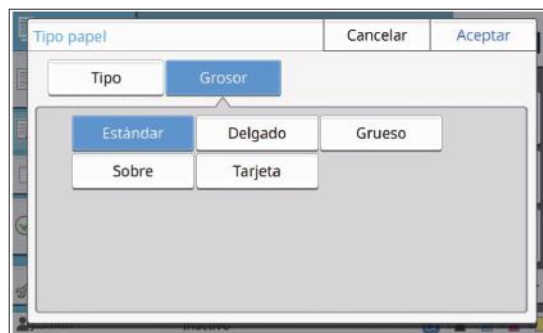 Tipo papel Cancelar Aceptar
Tipo Grosor
Estándar Delgado Grueso
Sobre Tarjeta